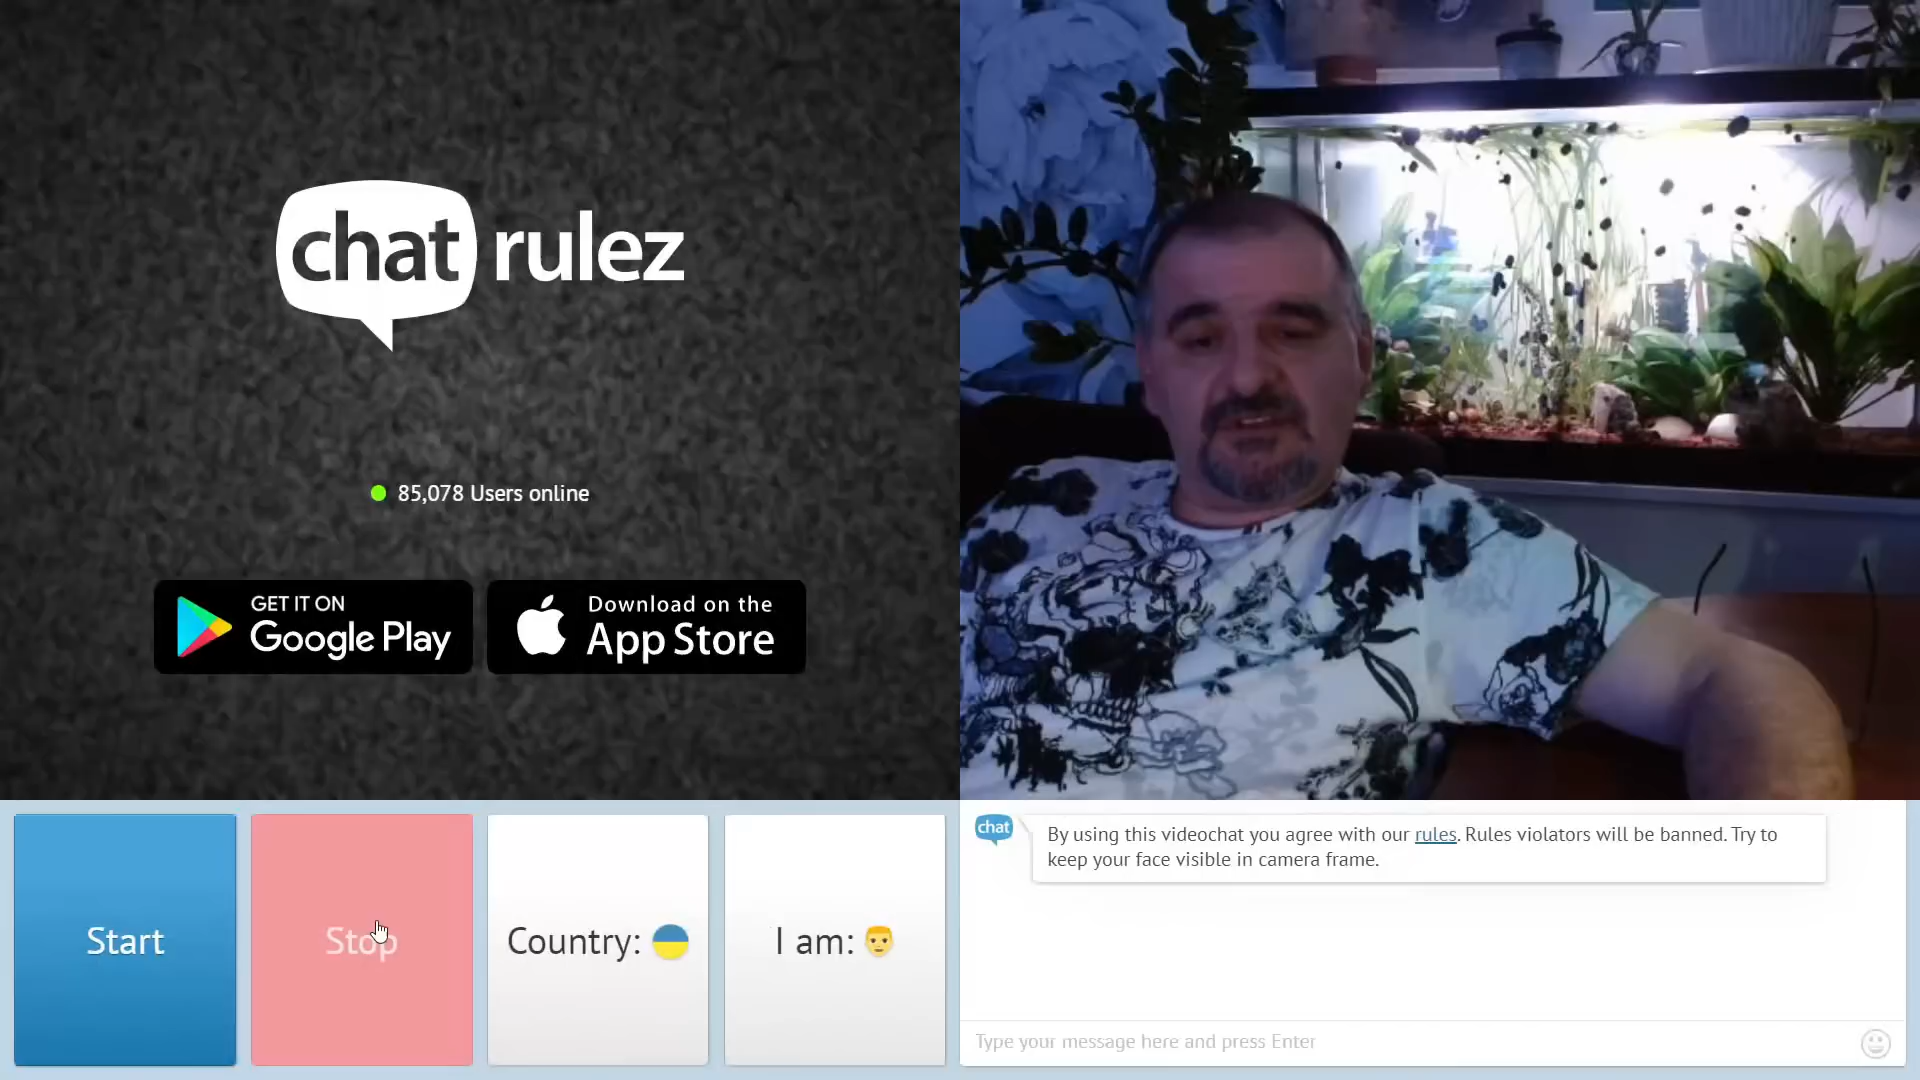 chat rulez
85,078 Users online
GET IT ON
Google Play
Download on the
App Store
Start
Stop
Country:
I am:
chat
By using this videochat you agree with our rules. Rules violators will be banned. Try to
keep your face visible in camera frame.
Type your message here and press Enter